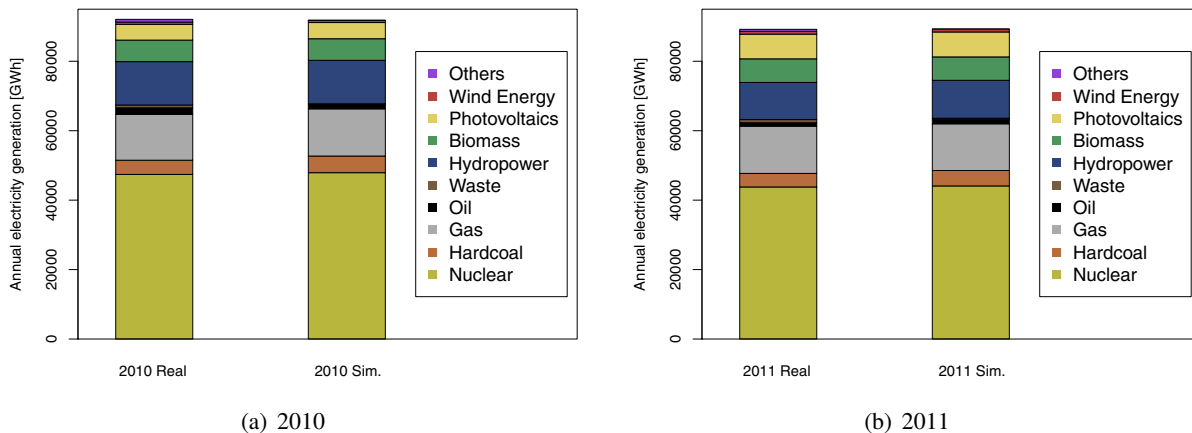 Annual electricity generation [GWh]
80000
60000
40000
20000
0
Others
Wind Energy
Photovoltaics
Biomass
Hydropower
Waste
Oil
Gas
Hardcoal
Nuclear
2010 Real
2010 Sim.
(a) 2010
Annual electricity generation [GWh]
80000
60000
40000
20000
0
Others
Wind Energy
Photovoltaics
Biomass
Hydropower
Waste
Oil
Gas
Hardcoal
Nuclear
2011 Real
2011 Sim.
(b) 2011